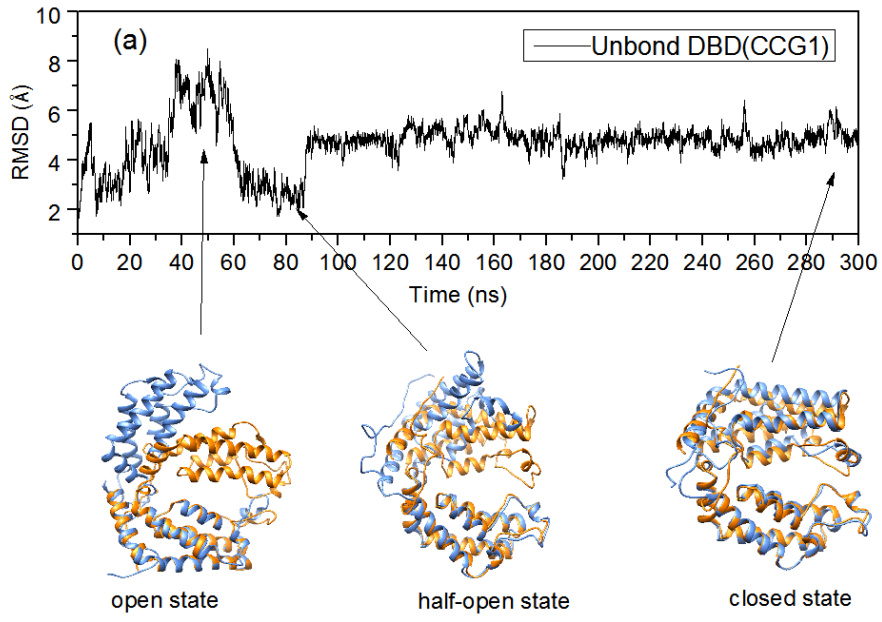 10
(a)
Unbond DBD(CCG1)
8
6
4
2
RMSD (Å)
0 20 40 60 80 100 120 140 160 180 200 220 240 260 280 300
Time (ns)
open state
half-open state
closed state